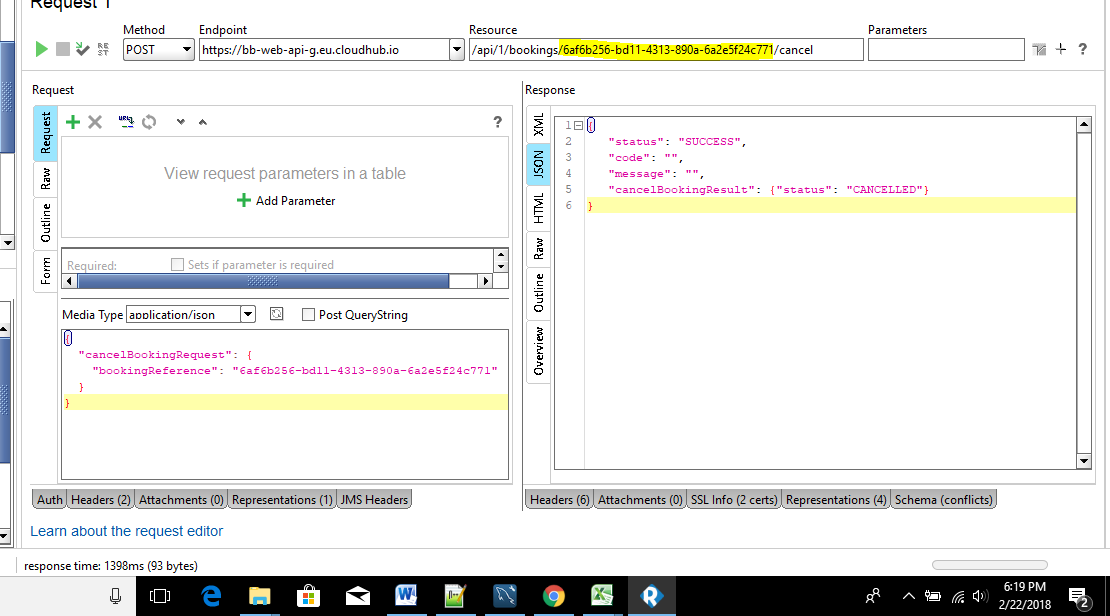 Request 1
Method
Endpoint
Resource
Parameters
RE
ST
POST
https://bb-web-api-g.eu.cloudhub.io
/api/1/bookings/6af6b256-bd11-4313-890a-6a2e5f24c771/cancel
?
Request
Response
Request
Raw
Outline
Form
URL
?
View request parameters in a table
Add Parameter
Required:
Sets if parameter is required
Media Type
application/json
Post QueryString
{
"cancelBookingRequest": {
"bookingReference": "6af6b256-bd11-4313-890a-6a2e5f24c771"
}
}
XML
JSON
HTML
Raw
Outline
Overview
1 {
2 "status": "SUCCESS",
3 "code": "",
4 "message": "",
5 "cancelBookingResult": {"status": "CANCELLED"}
6 }
Auth
Headers (2)
Attachments (0)
Representations (1)
JMS Headers
Headers (6)
Attachments (0)
SSL Info (2 certs)
Representations (4)
Schema (conflicts)
Learn about the request editor
response time: 1398ms (93 bytes)
6:19 PM
2/22/2018
2